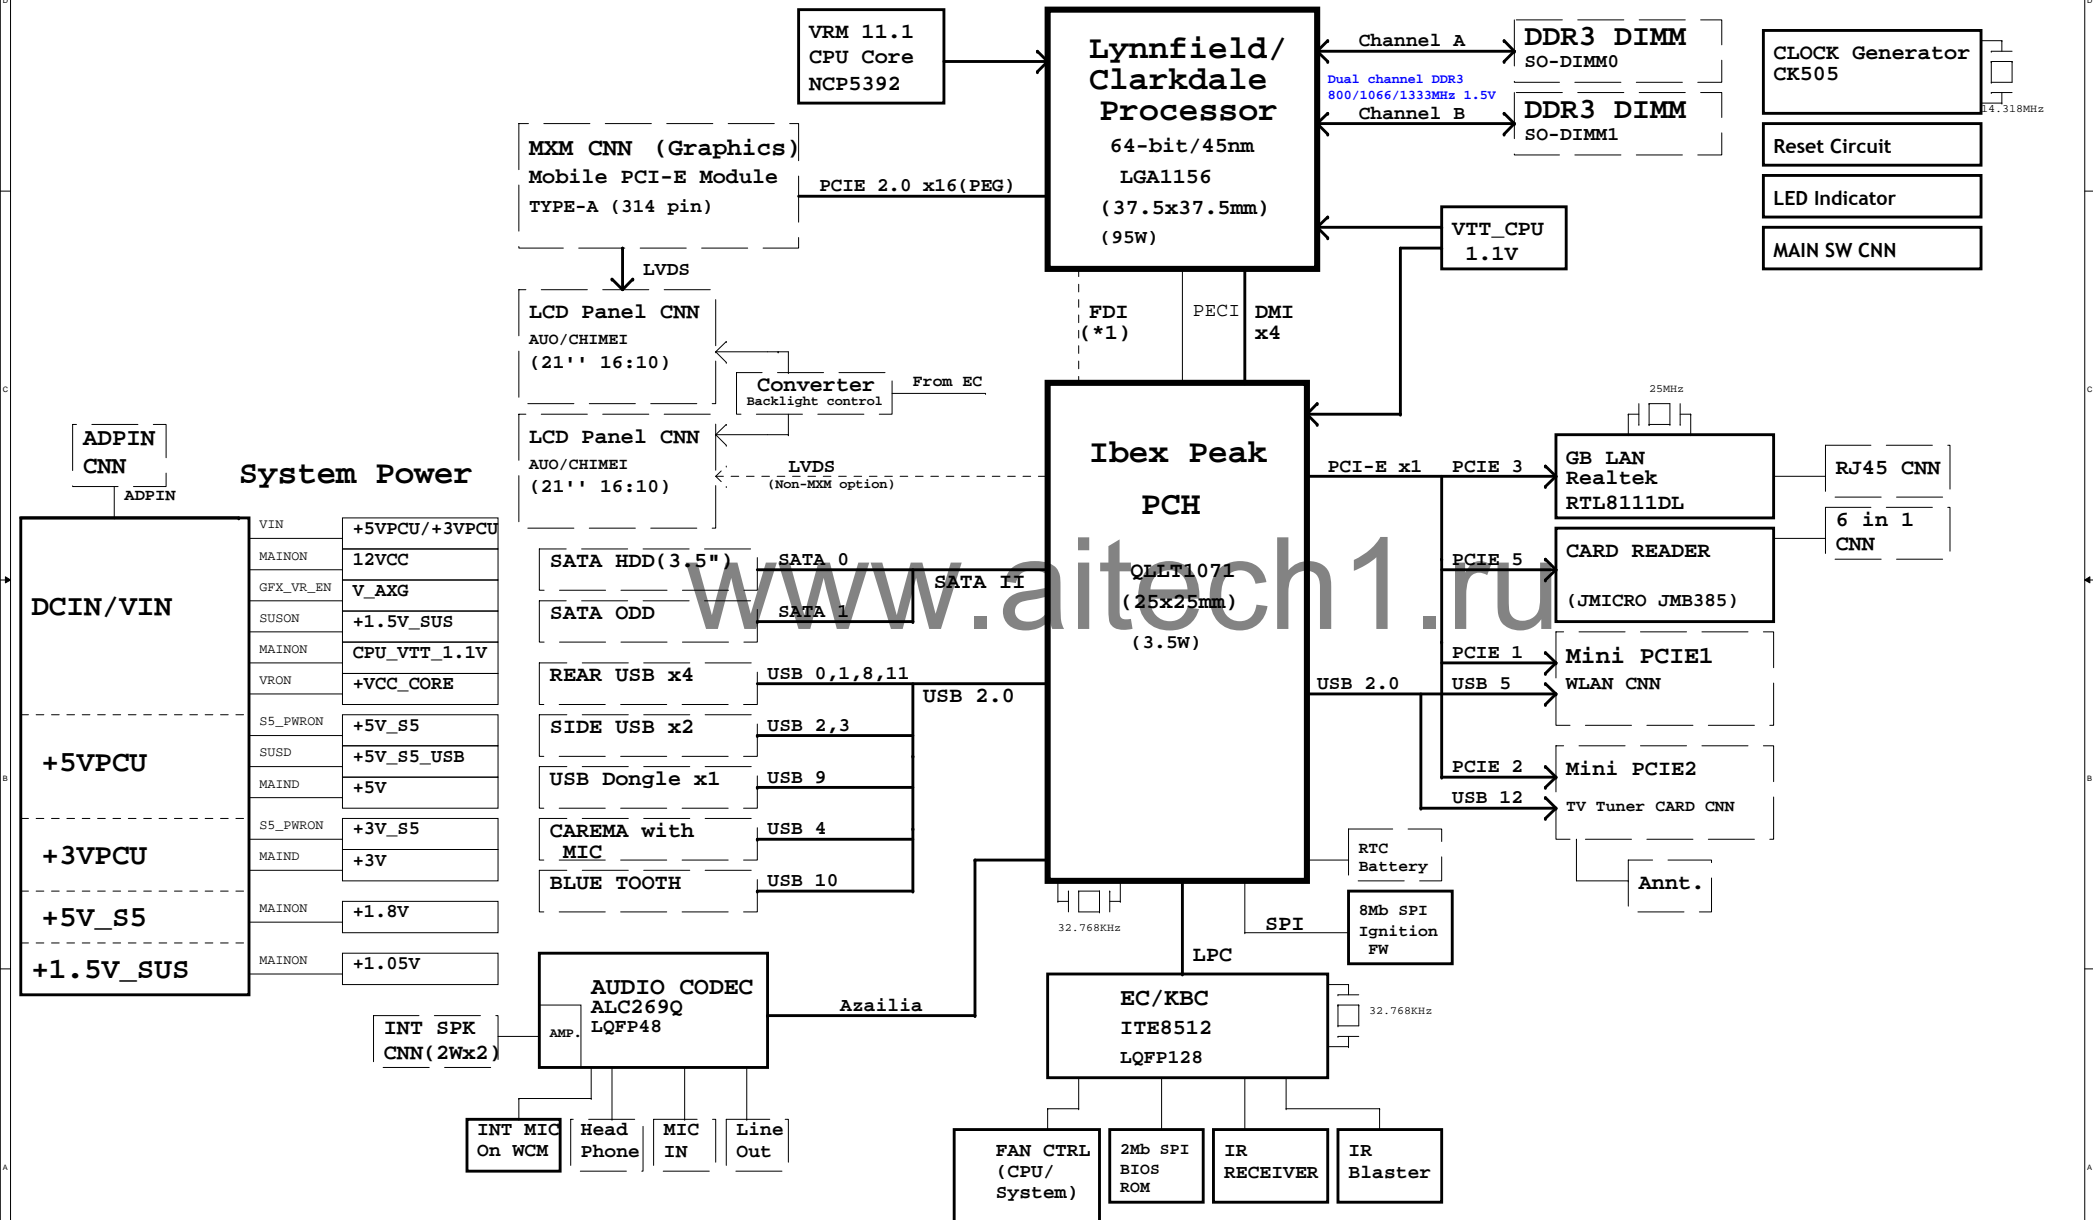 VRM 11.1
CPU Core
NCP5392
Lynnfield/
Clarkdale
Processor
64-bit/45nm
LGA1156
(37.5x37.5mm)
(95W)
Channel A
Dual channel DDR3
800/1066/1333MHz 1.5V
Channel B
DDR3 DIMM
SO-DIMM0
DDR3 DIMM
SO-DIMM1
CLOCK Generator
CK505
14.318MHz
Reset Circuit
LED Indicator
MAIN SW CNN
MXM CNN (Graphics)
Mobile PCI-E Module
TYPE-A (314 pin)
PCIE 2.0 x16(PEG)
VTT_CPU
1.1V
LVDS
LCD Panel CNN
AUO/CHIMEI
(21'' 16:10)
FDI
(*1)
PECI
DMI
x4
Converter
Backlight control
From EC
LCD Panel CNN
AUO/CHIMEI
(21'' 16:10)
LVDS
(Non-MXM option)
Ibex Peak
PCH
QLLT1071
(25x25mm)
(3.5W)
25MHz
PCI-E x1
PCIE 3
GB LAN
Realtek
RTL8111DL
RJ45 CNN
6 in 1
CNN
PCIE 5
CARD READER
(JMICRO JMB385)
PCIE 1
Mini PCIE1
WLAN CNN
USB 2.0
USB 5
PCIE 2
Mini PCIE2
USB 12
TV Tuner CARD CNN
Annt.
ADPIN
CNN
ADPIN
System Power
DCIN/VIN
VIN
+5VPCU/+3VPCU
MAINON
12VCC
GFX_VR_EN
V_AXG
SUSON
+1.5V_SUS
MAINON
CPU_VTT_1.1V
VRON
+VCC_CORE
+5VPCU
S5_PWRON
+5V_S5
SUSD
+5V_S5_USB
MAIND
+5V
+3VPCU
S5_PWRON
+3V_S5
MAIND
+3V
+5V_S5
MAINON
+1.8V
+1.5V_SUS
MAINON
+1.05V
SATA HDD(3.5")
SATA 0
SATA II
SATA ODD
SATA 1
www.aitech1.ru
REAR USB x4
USB 0,1,8,11
USB 2.0
SIDE USB x2
USB 2,3
USB Dongle x1
USB 9
CAREMA with
MIC
USB 4
BLUE TOOTH
USB 10
RTC
Battery
32.768KHz
SPI
8Mb SPI
Ignition
FW
LPC
AUDIO CODEC
ALC269Q
LQFP48
AMP.
Azailia
INT SPK
CNN(2Wx2)
INT MIC
On WCM
Head
Phone
MIC
IN
Line
Out
EC/KBC
ITE8512
LQFP128
32.768KHz
FAN CTRL
(CPU/
System)
2Mb SPI
BIOS
ROM
IR
RECEIVER
IR
Blaster
D
D
C
C
B
B
A
A